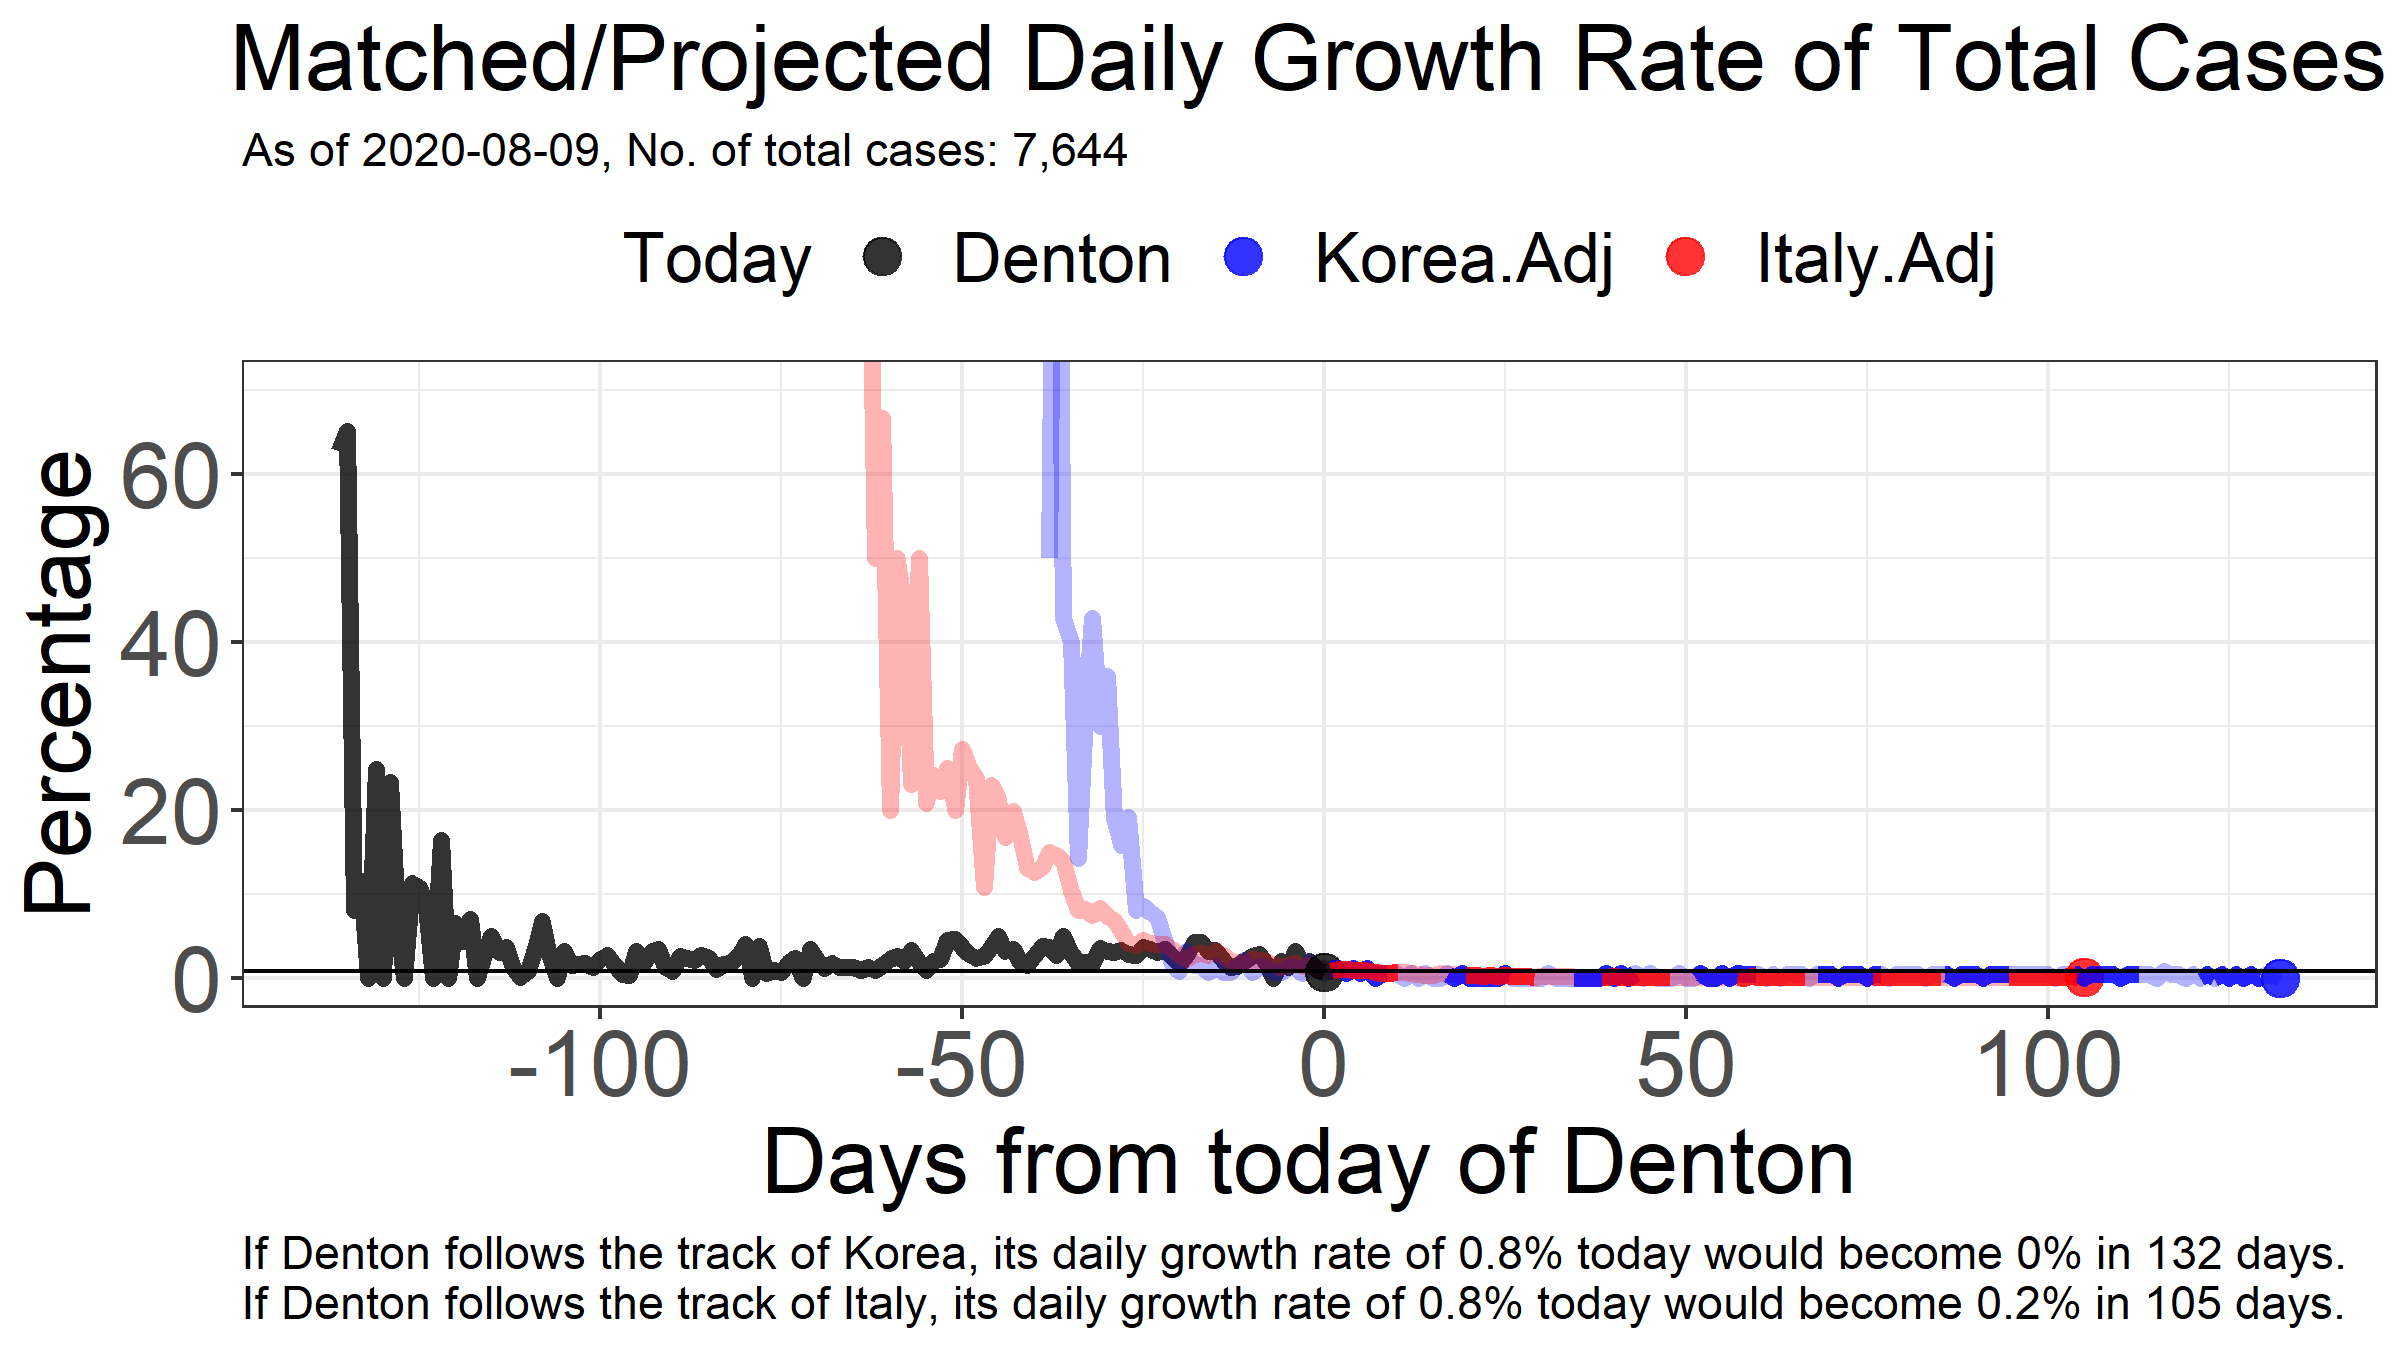 Matched/Projected Daily Growth Rate of Total Cases
As of 2020-08-09, No. of total cases: 7,644
Today Denton Korea.Adj Italy.Adj
Percentage
60
40
20
0
-100 -50 0 50 100
Days from today of Denton
If Denton follows the track of Korea, its daily growth rate of 0.8% today would become 0% in 132 days.
If Denton follows the track of Italy, its daily growth rate of 0.8% today would become 0.2% in 105 days.